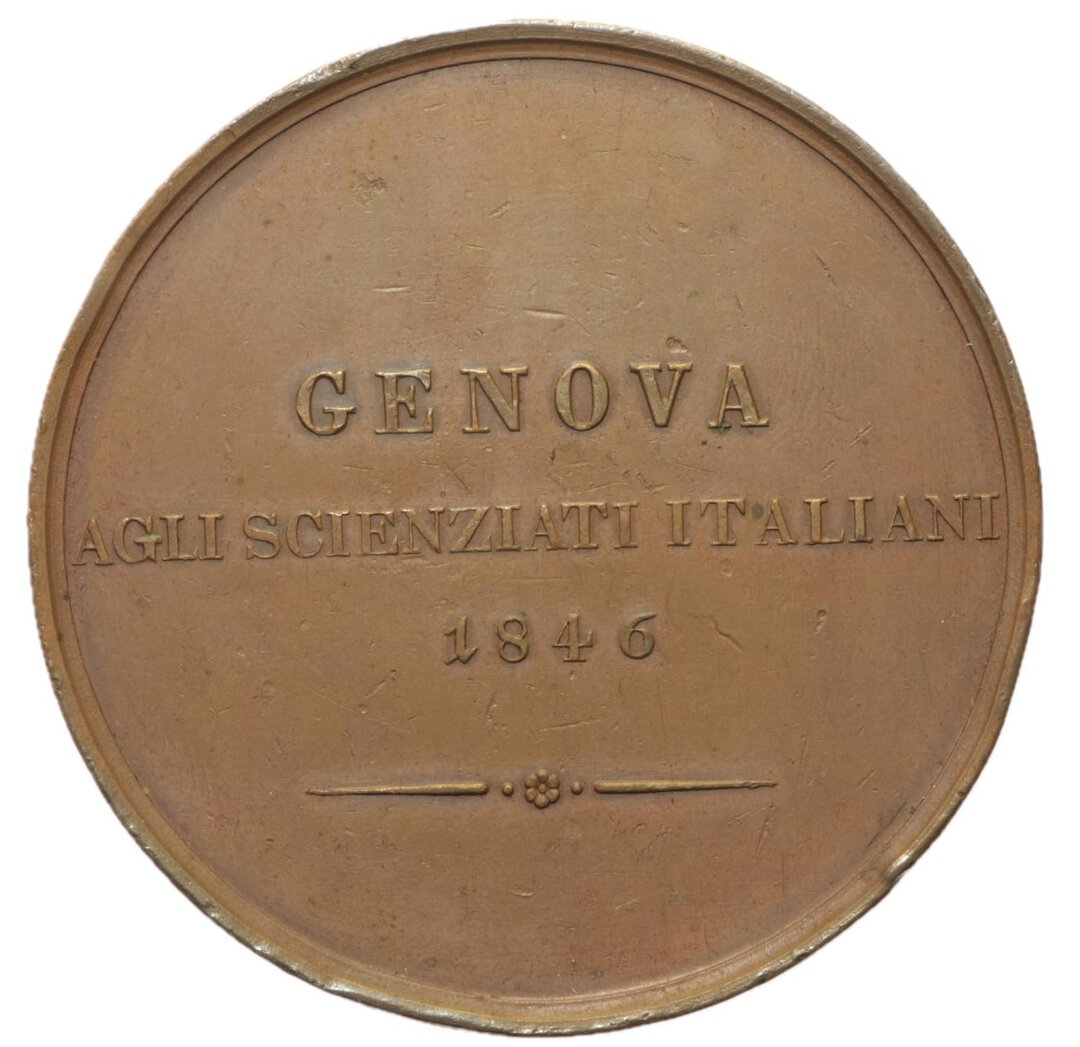 GENOVA
AGLI SCIENZIATI ITALIANI
1846